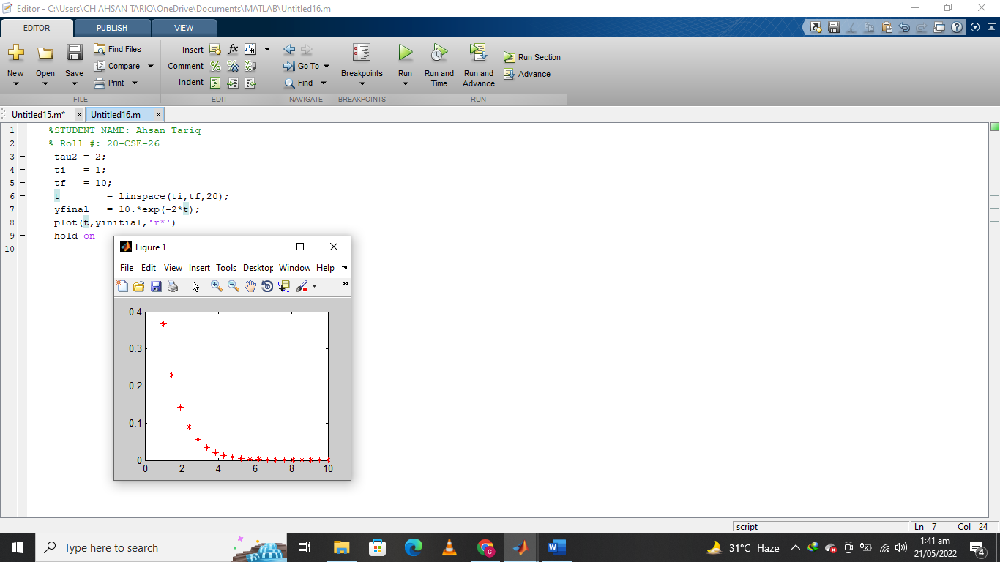 Editor - C:\Users\CH AHSAN TARIQ\OneDrive\Documents\MATLAB\Untitled16.m
EDITOR PUBLISH VIEW
New Open Save
Find Files
Compare
Print
FILE
Insert
Comment
Indent
EDIT
Go To
Find
NAVIGATE
Breakpoints
BREAKPOINTS
Run
Run and Time
Run and Advance
Run Section
Advance
RUN
Untitled15.m* × Untitled16.m ×
1 %STUDENT NAME: Ahsan Tariq
2 % Roll #: 20-CSE-26
3 – tau2 = 2;
4 – ti = 1;
5 – tf = 10;
6 – t = linspace(ti,tf,20);
7 – yfinal = 10.*exp(-2*t);
8 – plot(t,yinitial,'r*')
9 – hold on
10
Figure 1
File Edit View Insert Tools Desktop Window Help
0.4
0.3
0.2
0.1
0
0 2 4 6 8 10
script Ln 7 Col 24
Type here to search
31°C Haze
1:41 am
21/05/2022
4